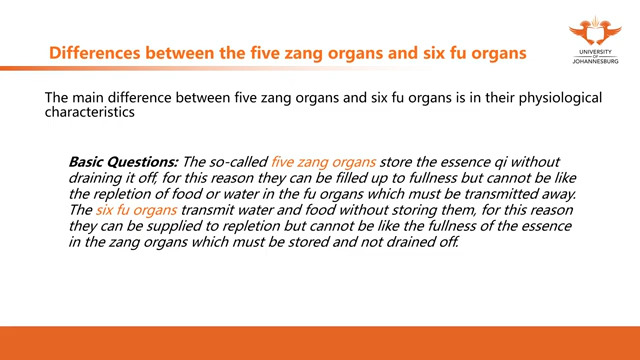 Differences between the five zang organs and six fu organs
UNIVERSITY
OF
JOHANNESBURG
The main difference between five zang organs and six fu organs is in their physiological
characteristics
Basic Questions: The so-called five zang organs store the essence qi without
draining it off, for this reason they can be filled up to fullness but cannot be like
the repletion of food or water in the fu organs which must be transmitted away.
The six fu organs transmit water and food without storing them, for this reason
they can be supplied to repletion but cannot be like the fullness of the essence
in the zang organs which must be stored and not drained off.